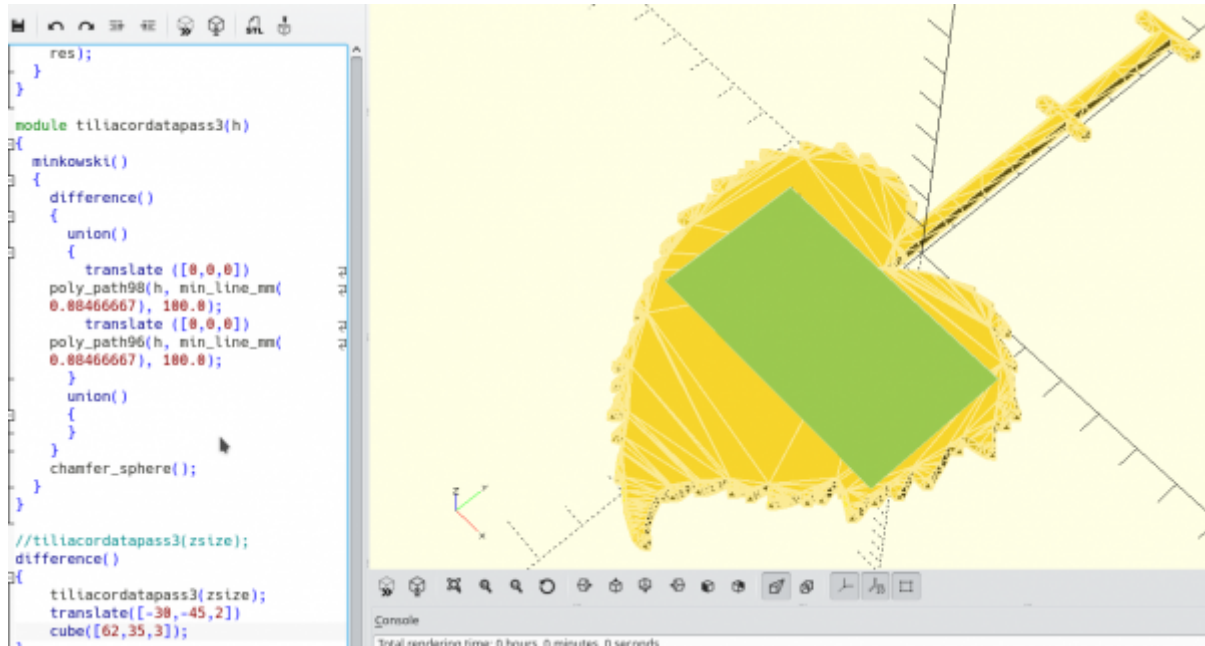 STL
res);
}
}
module tiliacordatapass3(h)
{
minkowski()
{
difference()
{
union()
{
translate ([0,0,0])
poly_path98(h, min_line_mm(
0.08466667), 100.0);
translate ([0,0,0])
poly_path96(h, min_line_mm(
0.08466667), 100.0);
}
union()
{
}
}
chamfer_sphere();
}
}
//tiliacordatapass3(zsize);
difference()
{
tiliacordatapass3(zsize);
translate([-30,-45,2])
cube([62,35,3]);
Z
Y
X
Console
Total rendering time: 0 hours, 0 minutes, 0 seconds